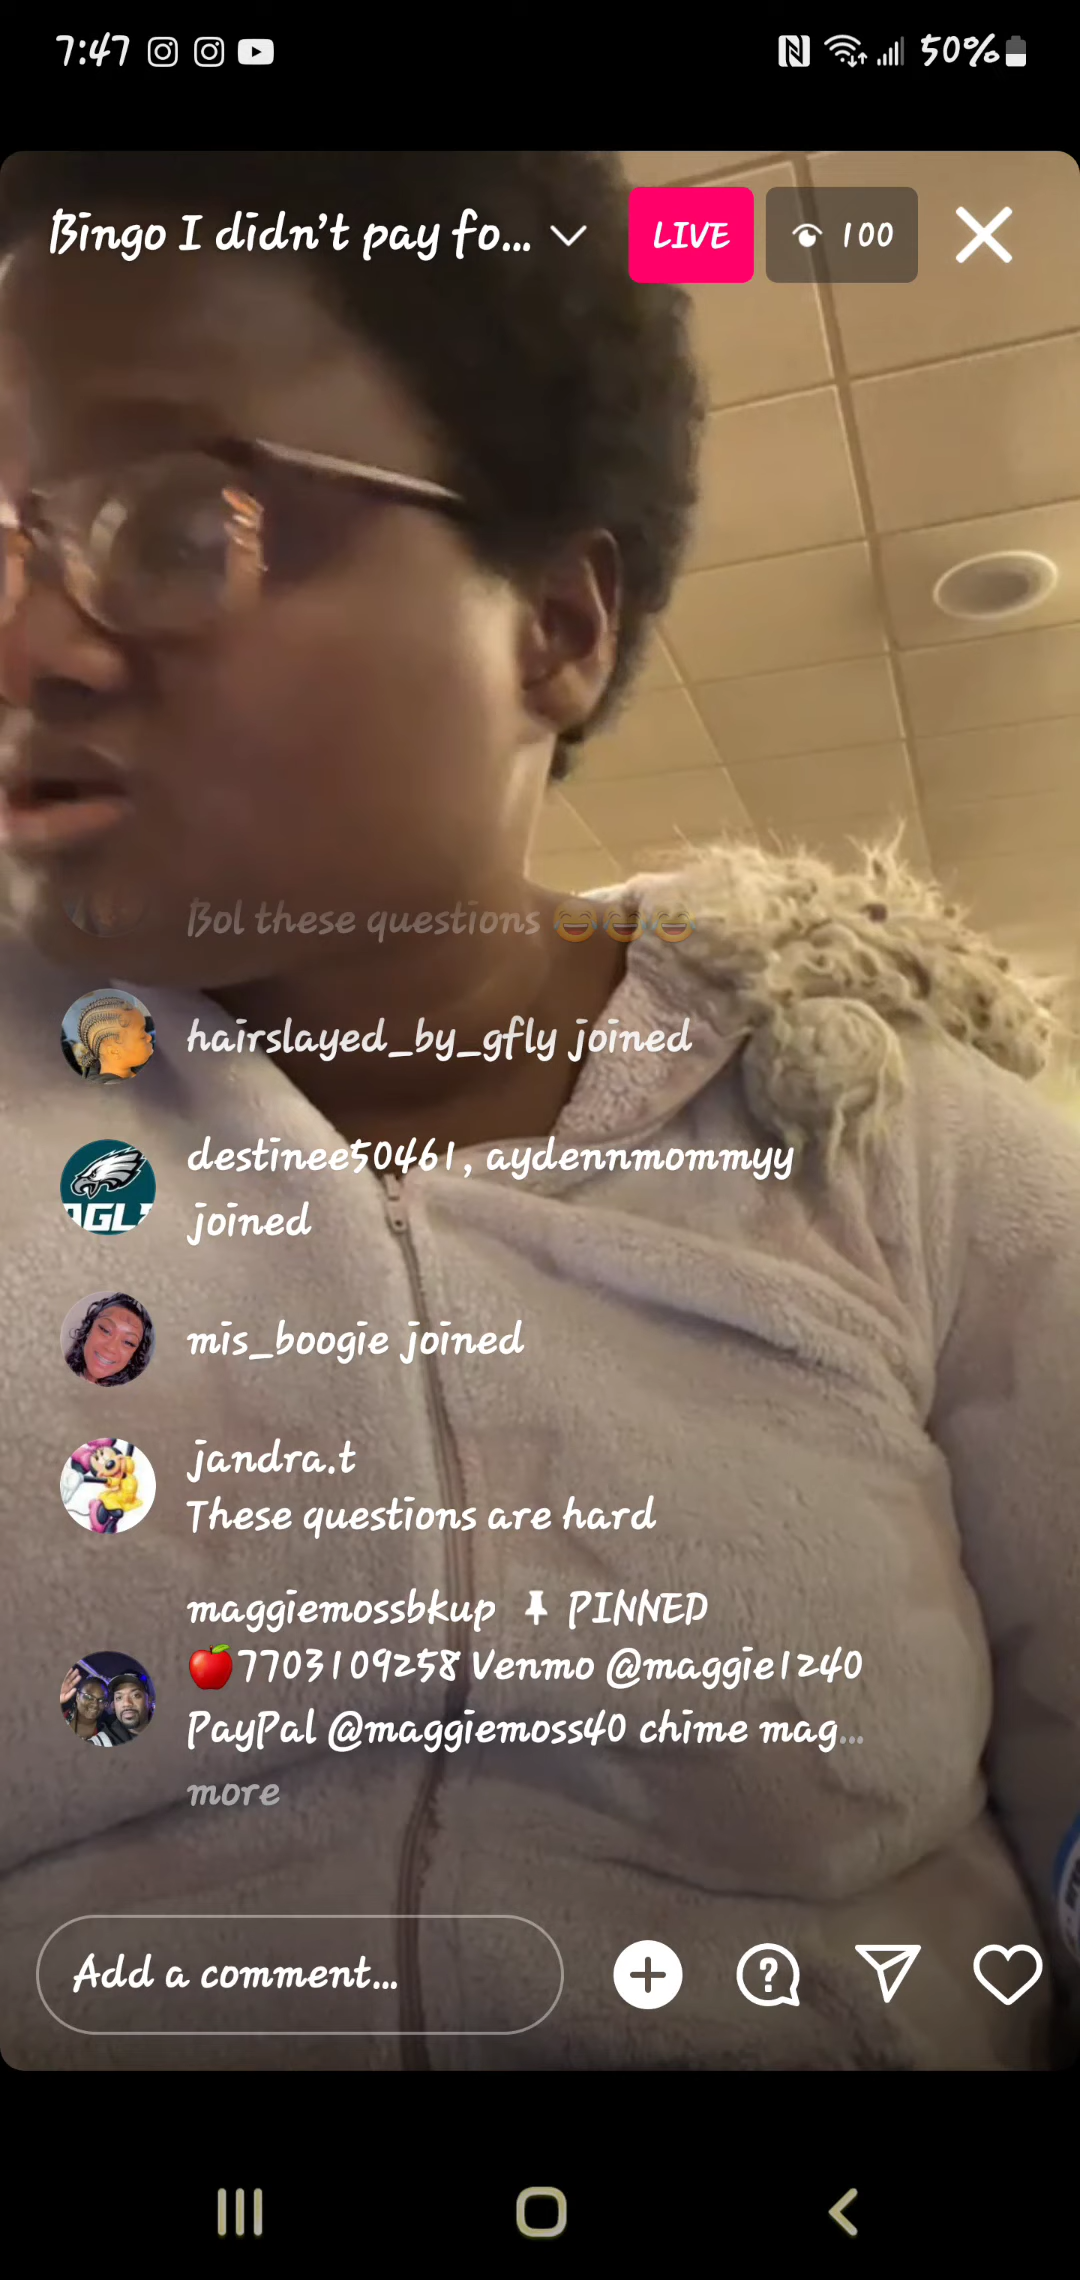 7:47
50%
Bingo I didn't pay fo...
LIVE
100
Bol these questions 😂😂😂
hairslayed_by_gfly joined
destinee50461, aydennmommyy
joined
mis_boogie joined
jandra.t
These questions are hard
maggiemossbkup 📌 PINNED
🍎7703109258 Venmo @maggie1240
PayPal @maggiemoss40 chime mag...
more
Add a comment...